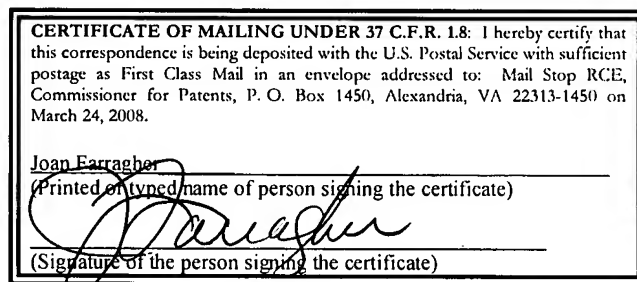 CERTIFICATE OF MAILING UNDER 37 C.F.R. 1.8: I hereby certify that
this correspondence is being deposited with the U.S. Postal Service with sufficient
postage as First Class Mail in an envelope addressed to: Mail Stop RCE,
Commissioner for Patents, P. O. Box 1450, Alexandria, VA 22313-1450 on
March 24, 2008.
Joan Farragher
(Printed or typed name of person signing the certificate)
J Farragher
(Signature of the person signing the certificate)